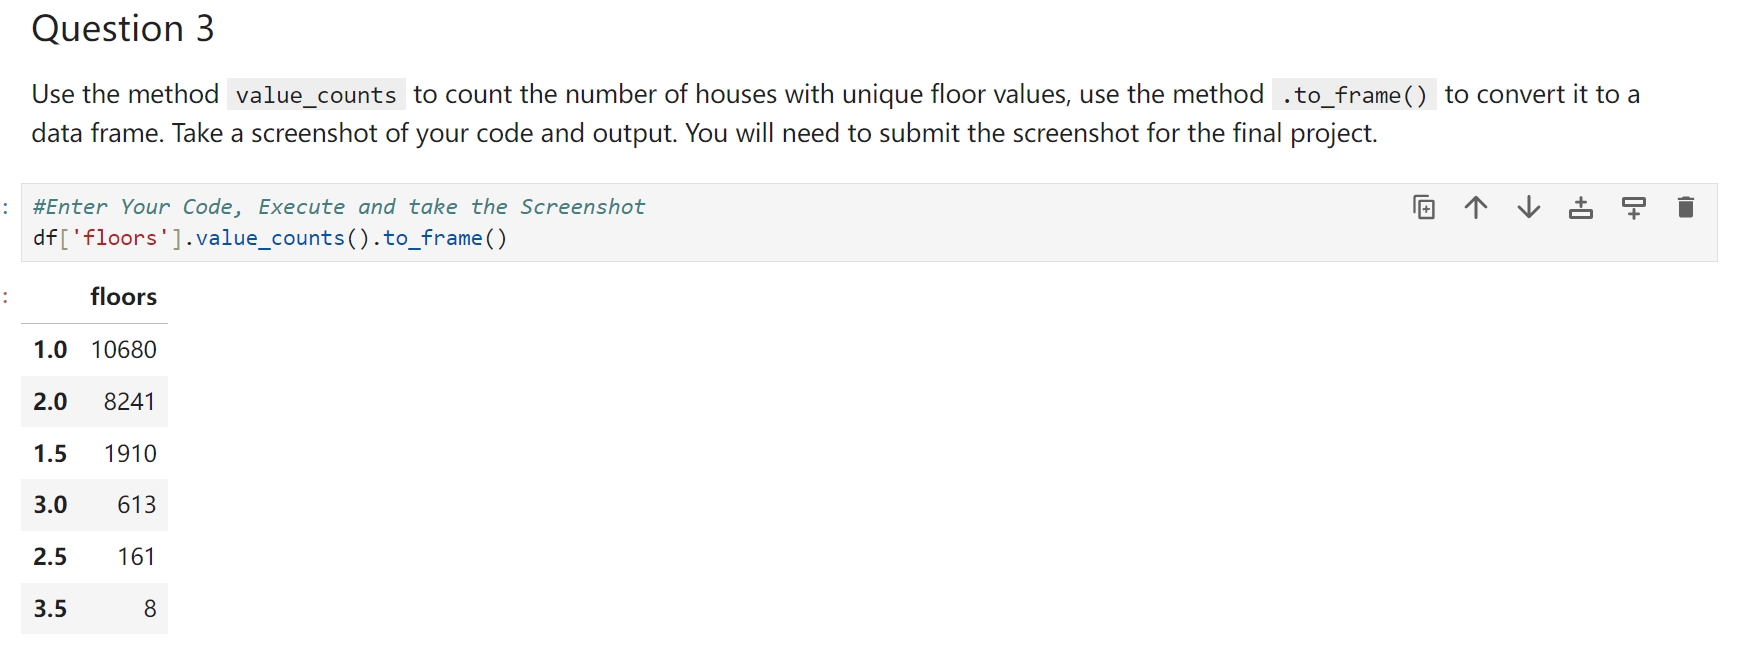 Question 3
Use the method value_counts to count the number of houses with unique floor values, use the method .to_frame() to convert it to a
data frame. Take a screenshot of your code and output. You will need to submit the screenshot for the final project.
: #Enter Your Code, Execute and take the Screenshot
df['floors'].value_counts().to_frame()
: floors
1.0 10680
2.0 8241
1.5 1910
3.0 613
2.5 161
3.5 8